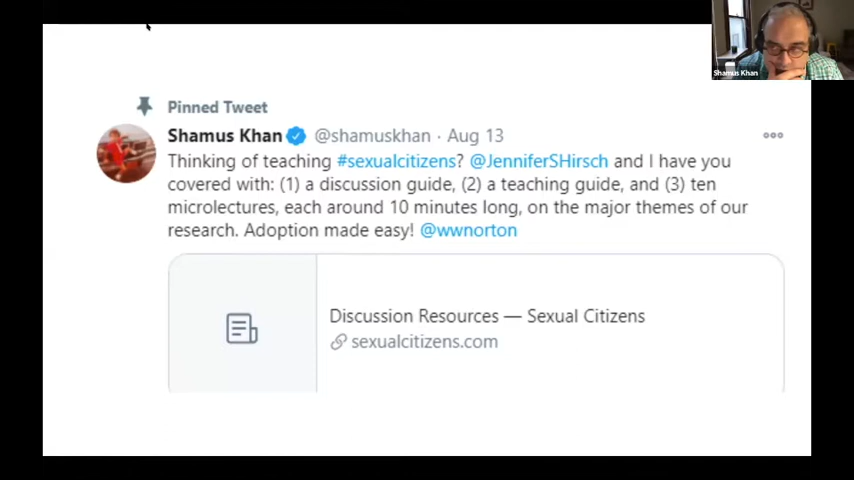 Shamus Khan
Pinned Tweet
Shamus Khan @shamuskhan · Aug 13
Thinking of teaching #sexualcitizens? @JenniferSHirsch and I have you
covered with: (1) a discussion guide, (2) a teaching guide, and (3) ten
microlectures, each around 10 minutes long, on the major themes of our
research. Adoption made easy! @wwnorton
Discussion Resources — Sexual Citizens
sexualcitizens.com